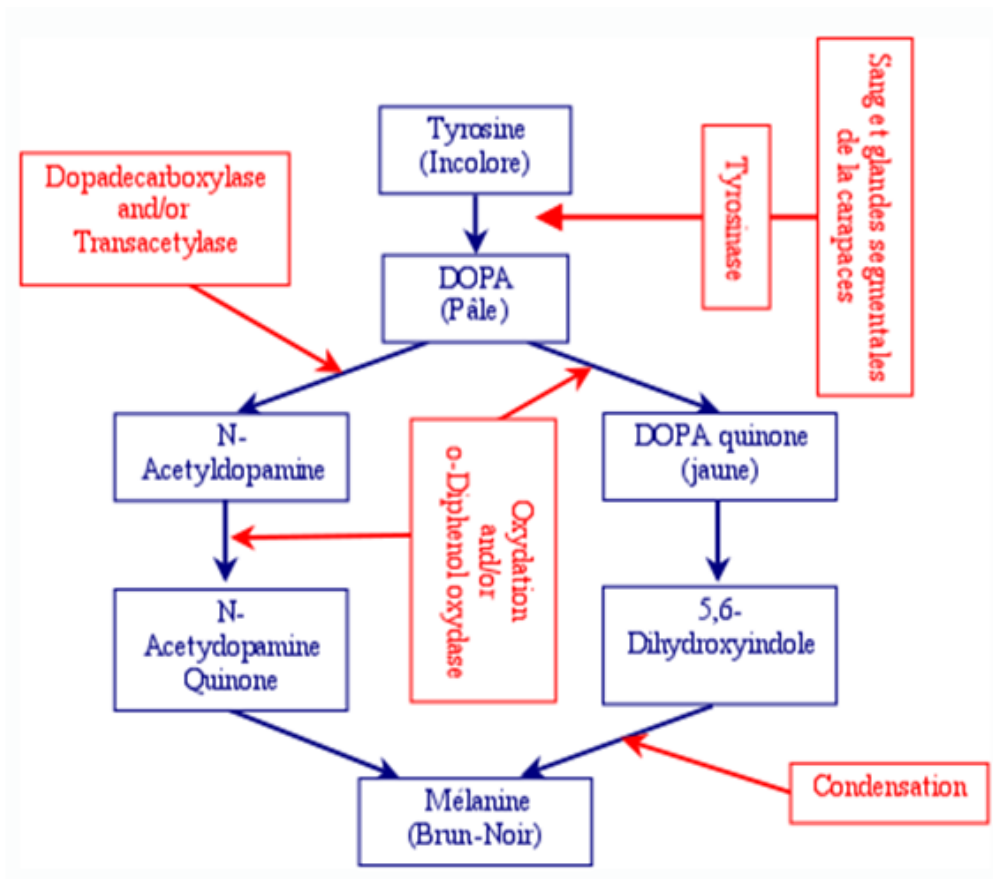 Tyrosine
(Incolore)
Sang et glandes segmentales
de la carapaces
Tyrosinase
Dopadecarboxylase
and/or
Transacetylase
DOPA
(Pâle)
N-
Acetyldopamine
Oxydation
and/or
o-Diphenol oxydase
DOPA quinone
(jaune)
N-
Acetydopamine
Quinone
5,6-
Dihydroxyindole
Condensation
Mélanine
(Brun-Noir)